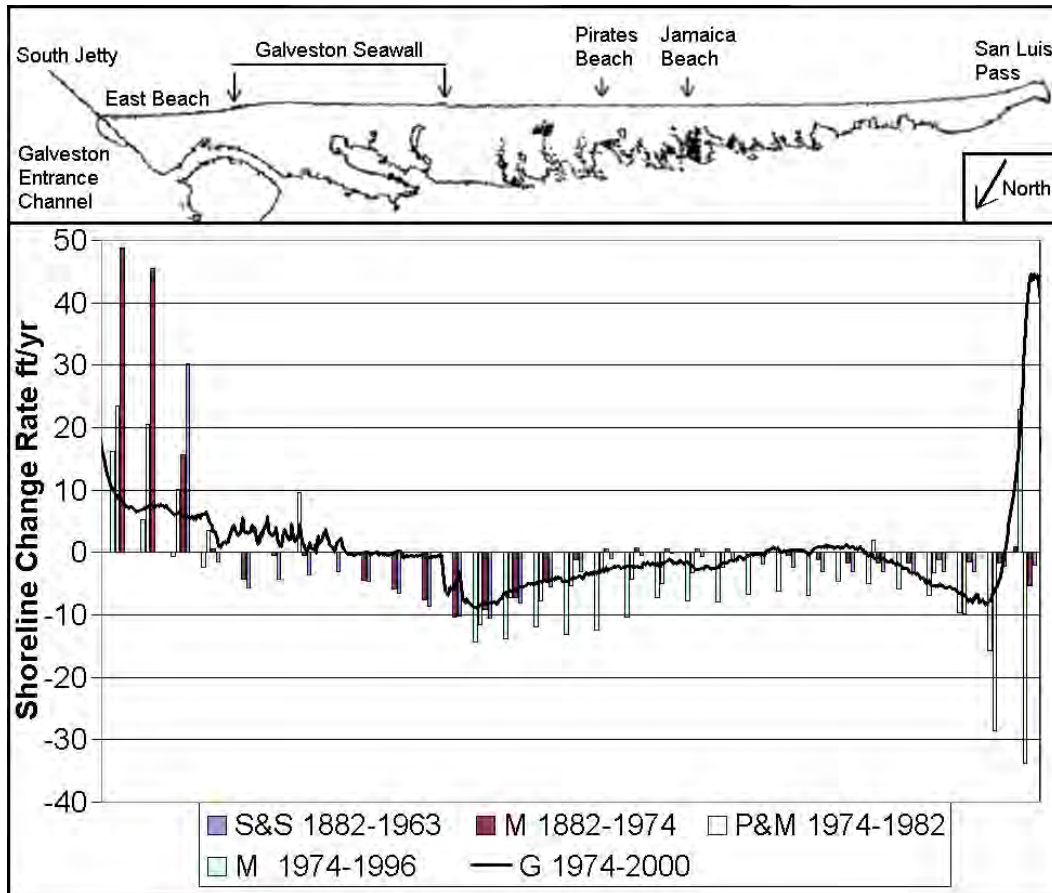 South Jetty
East Beach
Galveston
Entrance
Channel
Galveston Seawall
Pirates
Beach
Jamaica
Beach
San Luis
Pass
North
Shoreline Change Rate ft/yr
50
40
30
20
10
0
-10
-20
-30
-40
S&S 1882-1963
M 1882-1974
P&M 1974-1982
M 1974-1996
G 1974-2000